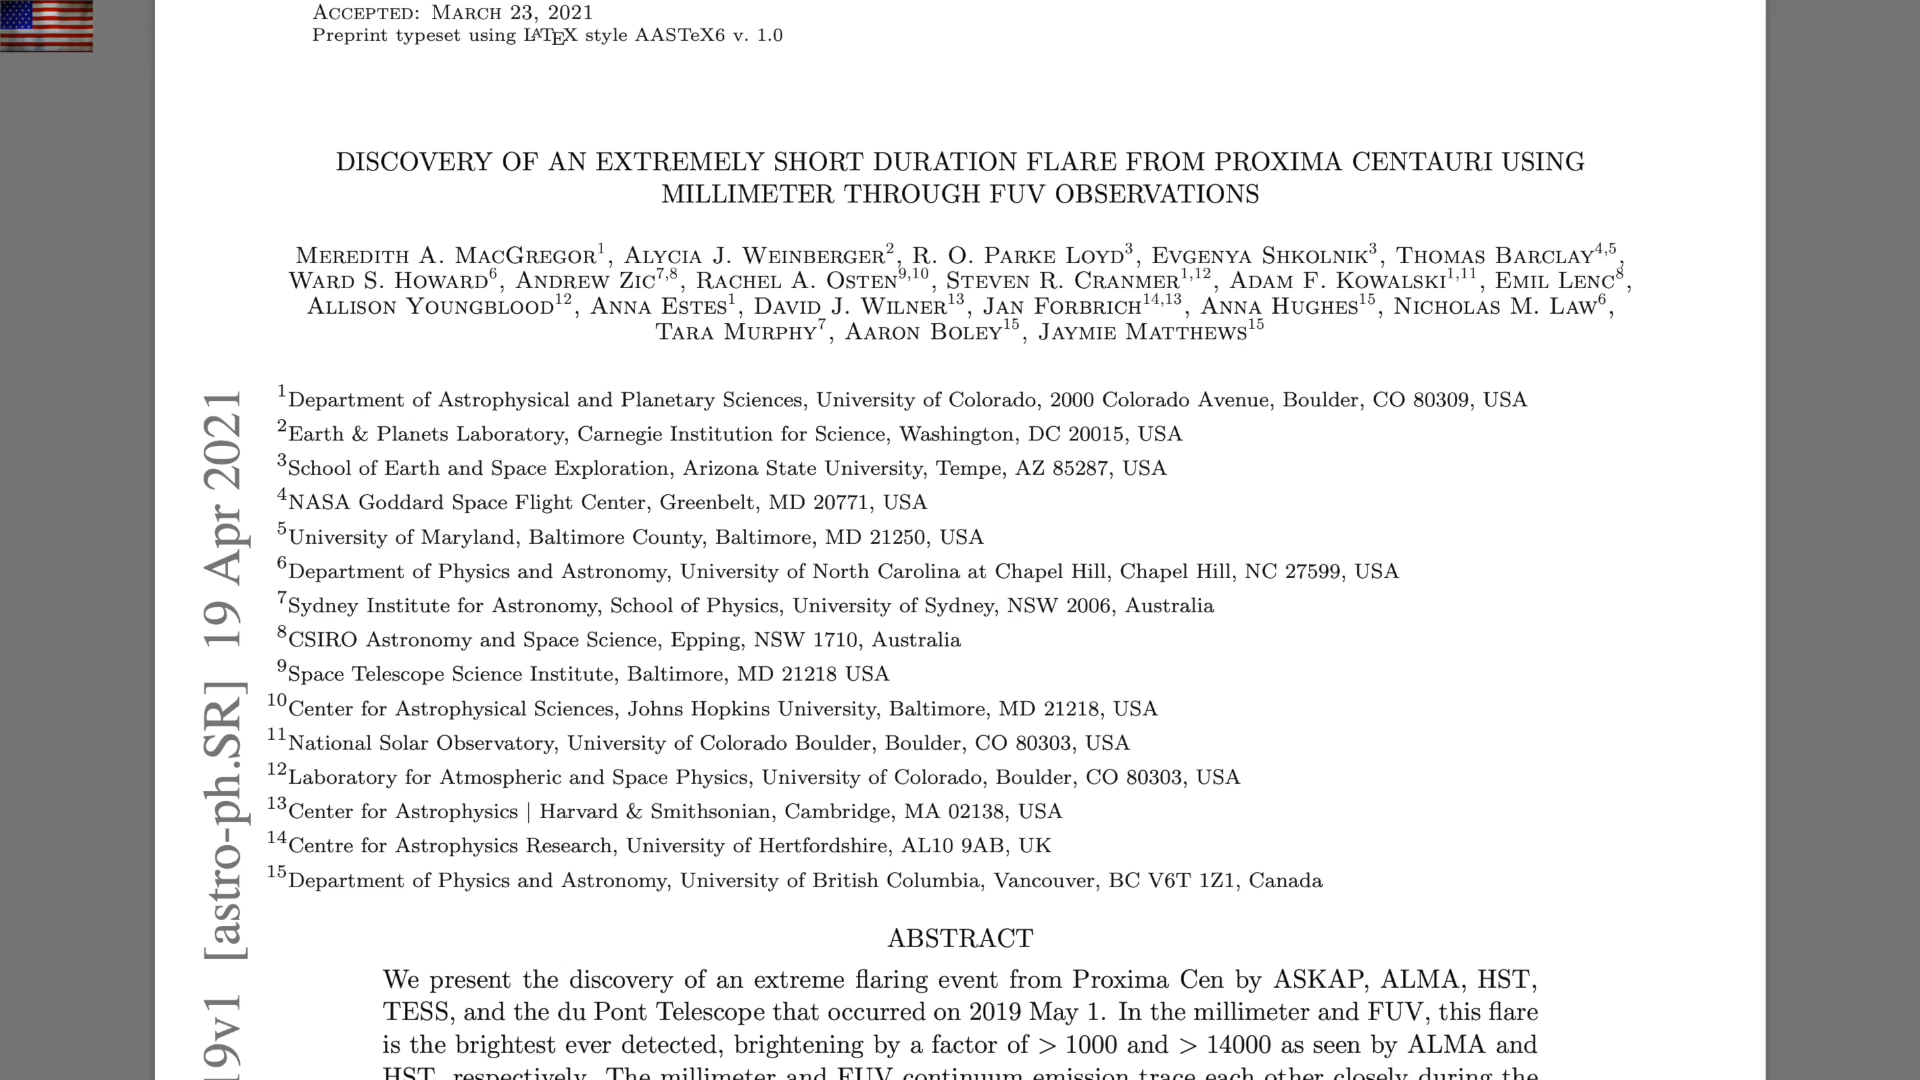 ACCEPTED: MARCH 23, 2021
Preprint typeset using LATEX style AASTeX6 v. 1.0
DISCOVERY OF AN EXTREMELY SHORT DURATION FLARE FROM PROXIMA CENTAURI USING
MILLIMETER THROUGH FUV OBSERVATIONS
MEREDITH A. MACGREGOR1, ALYCIA J. WEINBERGER2, R. O. PARKE LOYD3, EVGENYA SHKOLNIK3, THOMAS BARCLAY4,5,
WARD S. HOWARD6, ANDREW ZIC7,8, RACHEL A. OSTEN9,10, STEVEN R. CRANMER1,12, ADAM F. KOWALSKI1,11, EMIL LENC8,
ALLISON YOUNGBLOOD12, ANNA ESTES1, DAVID J. WILNER13, JAN FORBRICH14,13, ANNA HUGHES15, NICHOLAS M. LAW6,
TARA MURPHY7, AARON BOLEY15, JAYMIE MATTHEWS15
1Department of Astrophysical and Planetary Sciences, University of Colorado, 2000 Colorado Avenue, Boulder, CO 80309, USA
2Earth & Planets Laboratory, Carnegie Institution for Science, Washington, DC 20015, USA
3School of Earth and Space Exploration, Arizona State University, Tempe, AZ 85287, USA
4NASA Goddard Space Flight Center, Greenbelt, MD 20771, USA
5University of Maryland, Baltimore County, Baltimore, MD 21250, USA
6Department of Physics and Astronomy, University of North Carolina at Chapel Hill, Chapel Hill, NC 27599, USA
7Sydney Institute for Astronomy, School of Physics, University of Sydney, NSW 2006, Australia
8CSIRO Astronomy and Space Science, Epping, NSW 1710, Australia
9Space Telescope Science Institute, Baltimore, MD 21218 USA
10Center for Astrophysical Sciences, Johns Hopkins University, Baltimore, MD 21218, USA
11National Solar Observatory, University of Colorado Boulder, Boulder, CO 80303, USA
12Laboratory for Atmospheric and Space Physics, University of Colorado, Boulder, CO 80303, USA
13Center for Astrophysics | Harvard & Smithsonian, Cambridge, MA 02138, USA
14Centre for Astrophysics Research, University of Hertfordshire, AL10 9AB, UK
15Department of Physics and Astronomy, University of British Columbia, Vancouver, BC V6T 1Z1, Canada
ABSTRACT
We present the discovery of an extreme flaring event from Proxima Cen by ASKAP, ALMA, HST,
TESS, and the du Pont Telescope that occurred on 2019 May 1. In the millimeter and FUV, this flare
is the brightest ever detected, brightening by a factor of > 1000 and > 14000 as seen by ALMA and
HST, respectively. The millimeter and FUV continuum emission trace each other closely during the
9v1 [astro-ph.SR] 19 Apr 2021